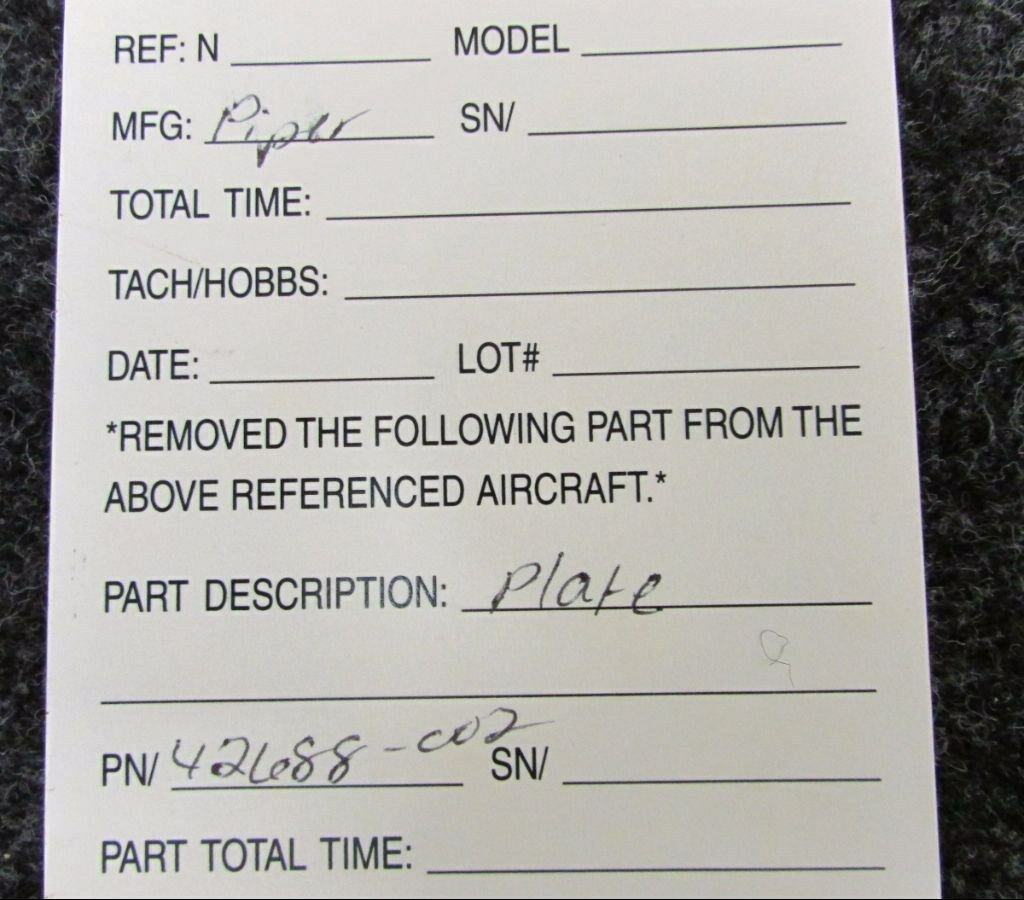 REF: N MODEL
MFG: Piper SN/
TOTAL TIME:
TACH/HOBBS:
DATE: LOT#
*REMOVED THE FOLLOWING PART FROM THE
ABOVE REFERENCED AIRCRAFT.*
PART DESCRIPTION: Plate
PN/ 42688-002 SN/
PART TOTAL TIME: